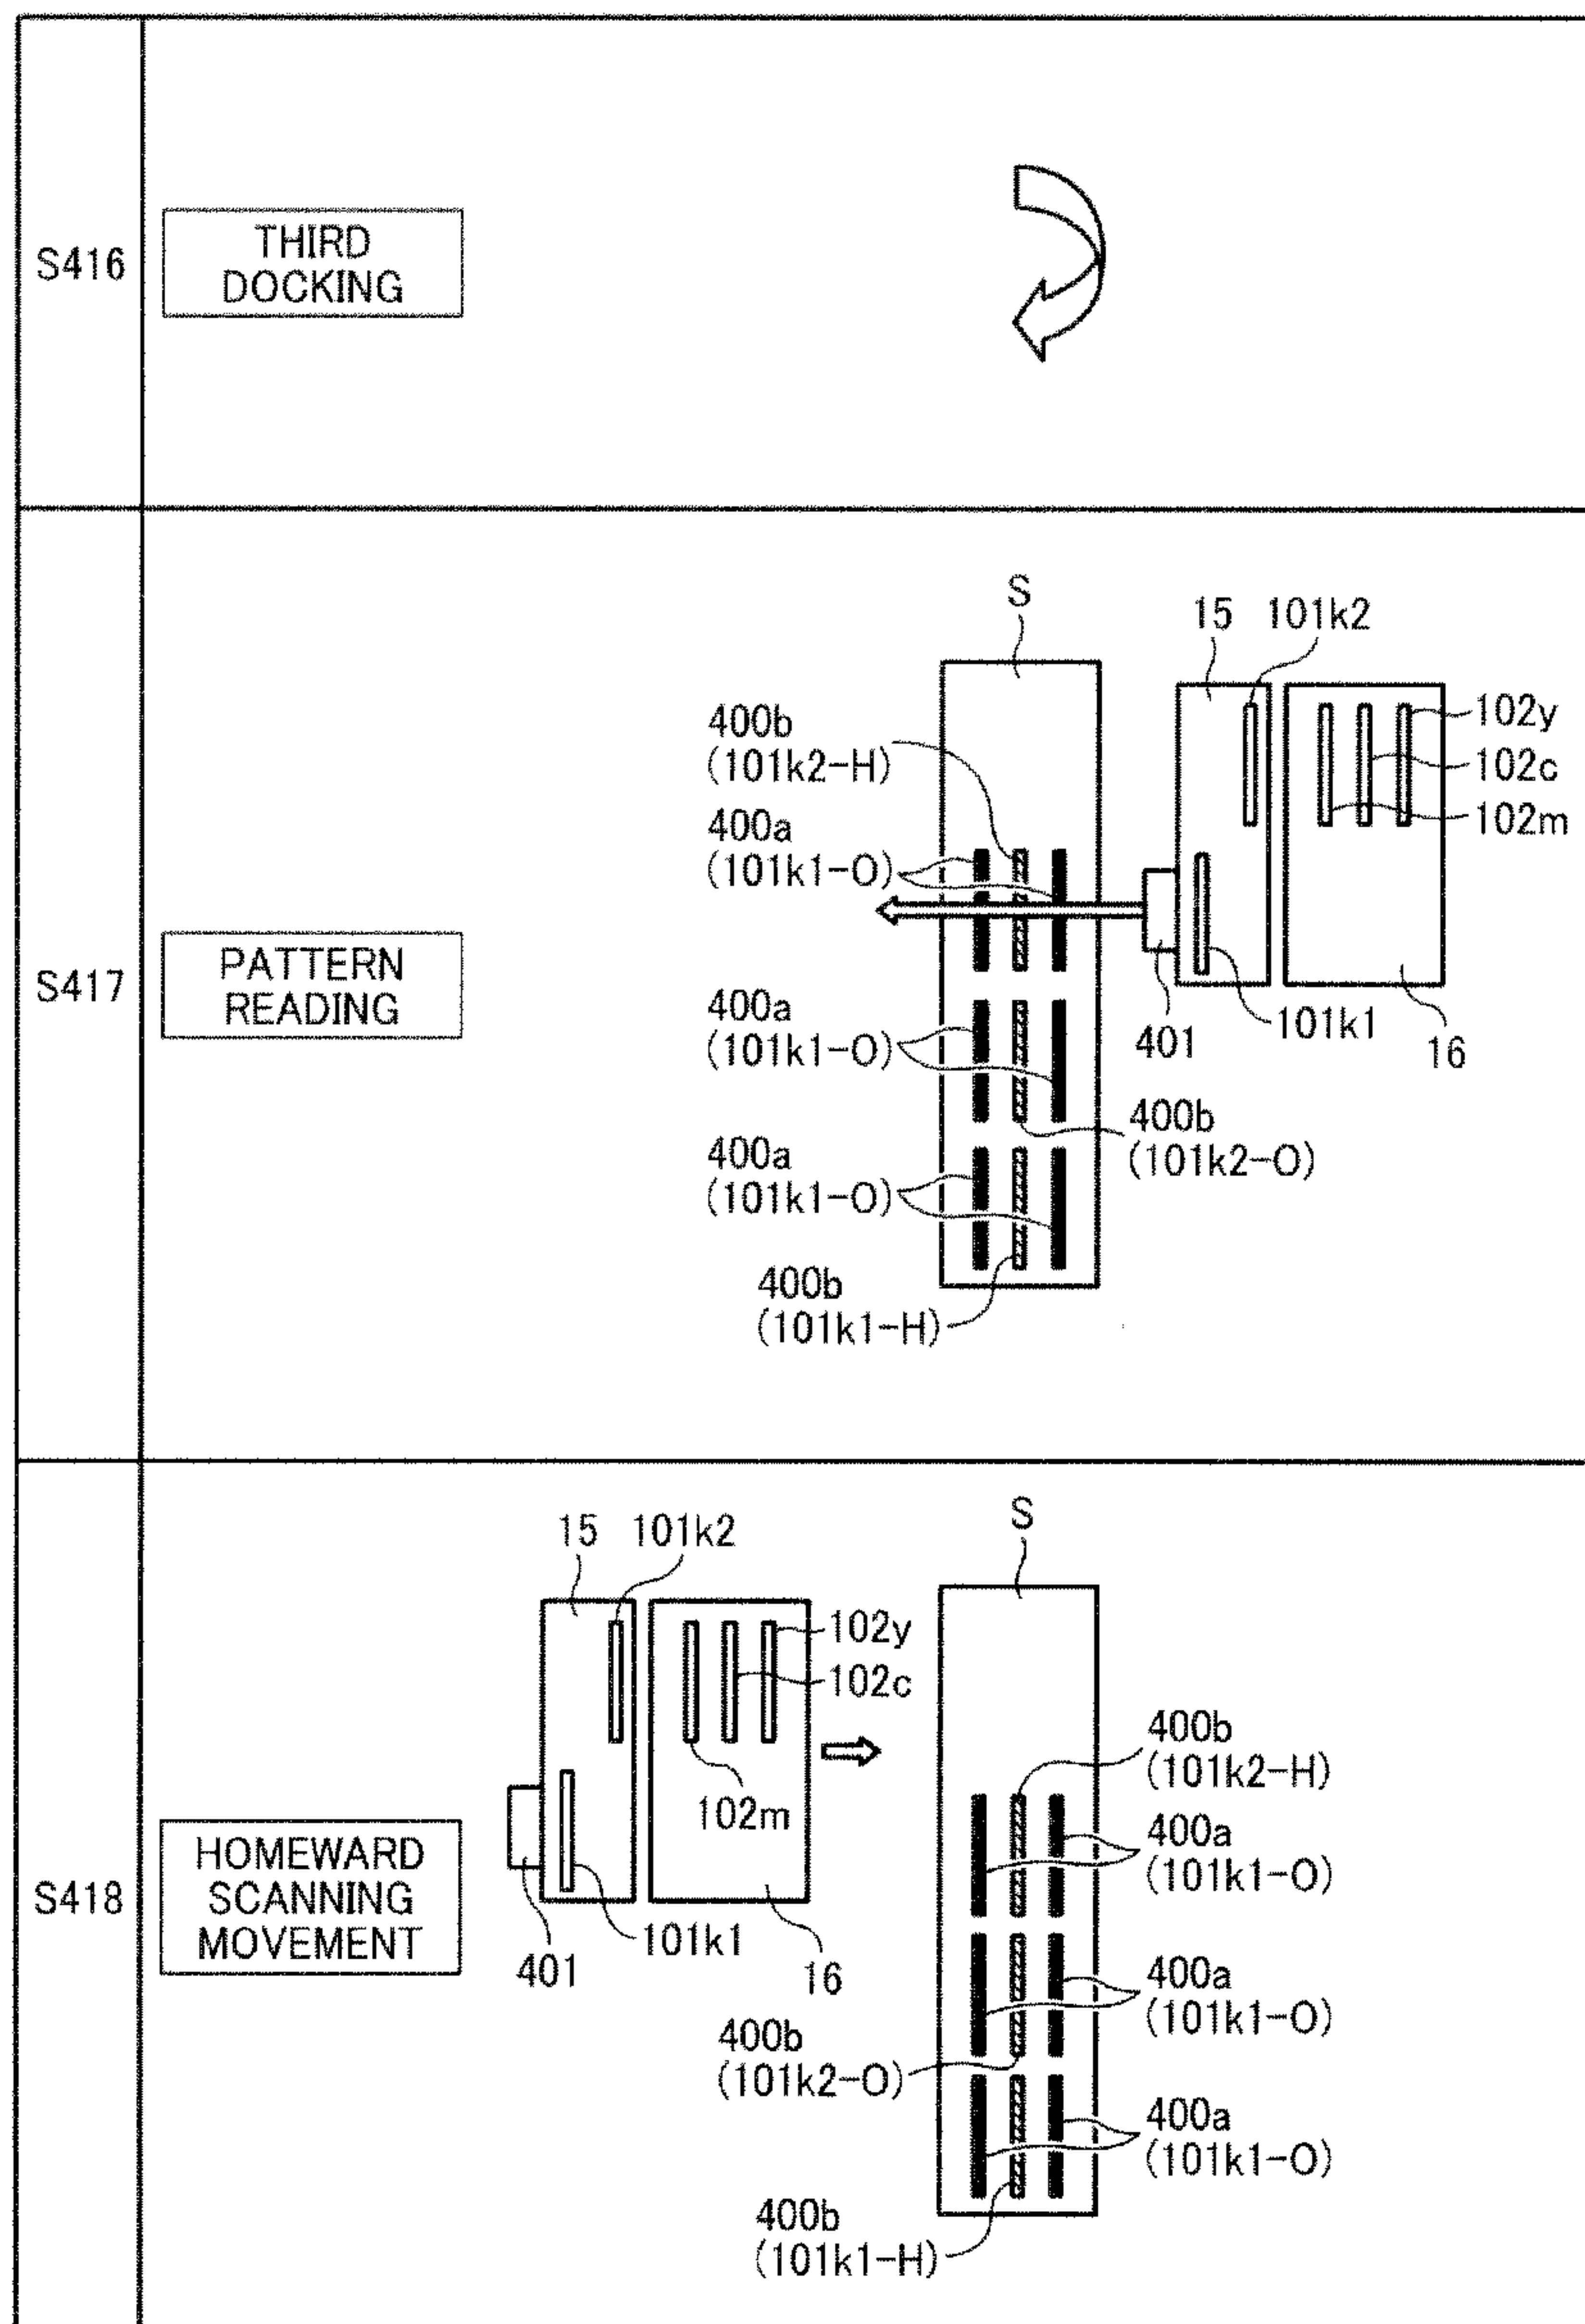 S416
THIRD
DOCKING
S417
PATTERN
READING
S
15
101k2
400b
(101k2-H)
400a
(101k1-O)
102y
102c
102m
400a
(101k1-O)
401
101k1
16
400b
(101k2-O)
400a
(101k1-O)
400b
(101k1-H)
S418
HOMEWARD
SCANNING
MOVEMENT
15
101k2
S
102y
102c
102m
400b
(101k2-H)
400a
(101k1-O)
401
101k1
16
400a
(101k1-O)
400b
(101k2-O)
400a
(101k1-O)
400b
(101k1-H)